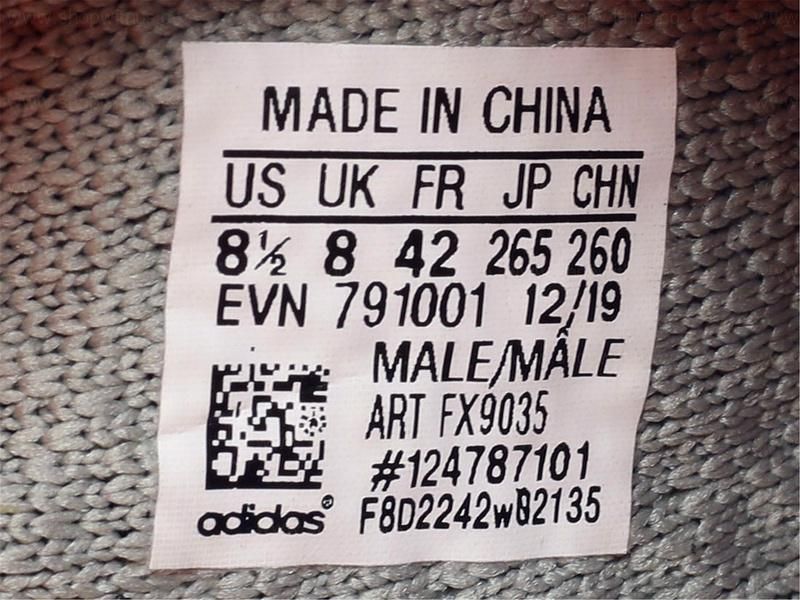 MADE IN CHINA
US UK FR JP CHN
8½ 8 42 265 260
EVN 791001 12/19
MALE/MÂLE
ART FX9035
#124787101
adidas F8D2242w02135